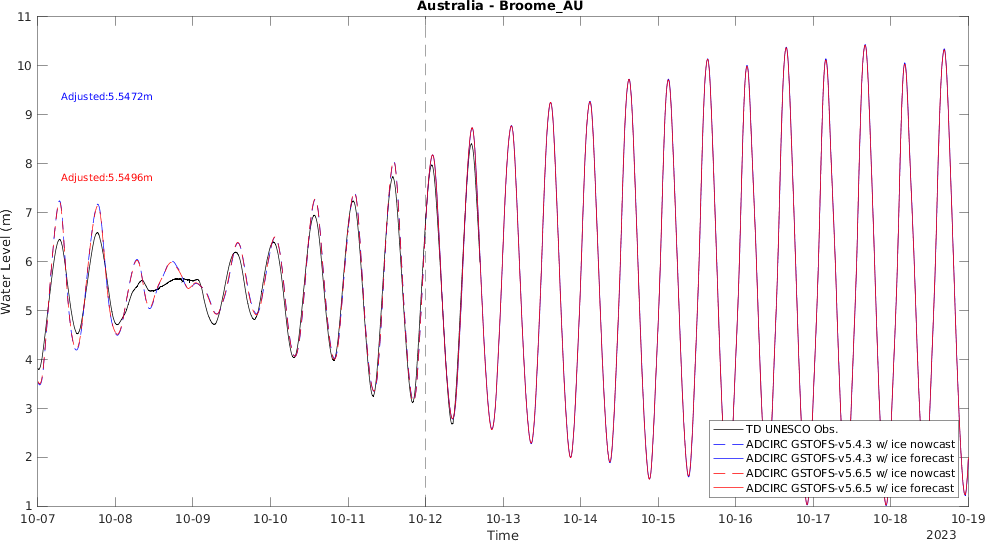 Australia - Broome_AU
11
10
9
8
7
6
5
4
3
2
1
Water Level (m)
Adjusted:5.5472m
Adjusted:5.5496m
TD UNESCO Obs.
ADCIRC GSTOFS-v5.4.3 w/ ice nowcast
ADCIRC GSTOFS-v5.4.3 w/ ice forecast
ADCIRC GSTOFS-v5.6.5 w/ ice nowcast
ADCIRC GSTOFS-v5.6.5 w/ ice forecast
10-07 10-08 10-09 10-10 10-11 10-12 10-13 10-14 10-15 10-16 10-17 10-18 10-19
Time
2023